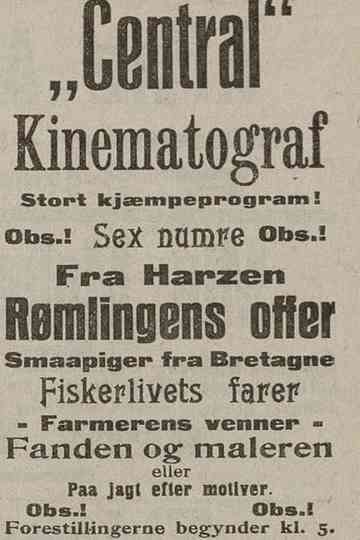 „Central“
Kinematograf
Stort kjæmpeprogram!
Obs.! Sex numre Obs.!
Fra Harzen
Rømlingens offer
Smaapiger fra Bretagne
Fiskerlivets farer
- Farmerens venner -
Fanden og maleren
eller
Paa jagt efter motiver.
Obs.! Obs.!
Forestillingerne begynder kl. 5.